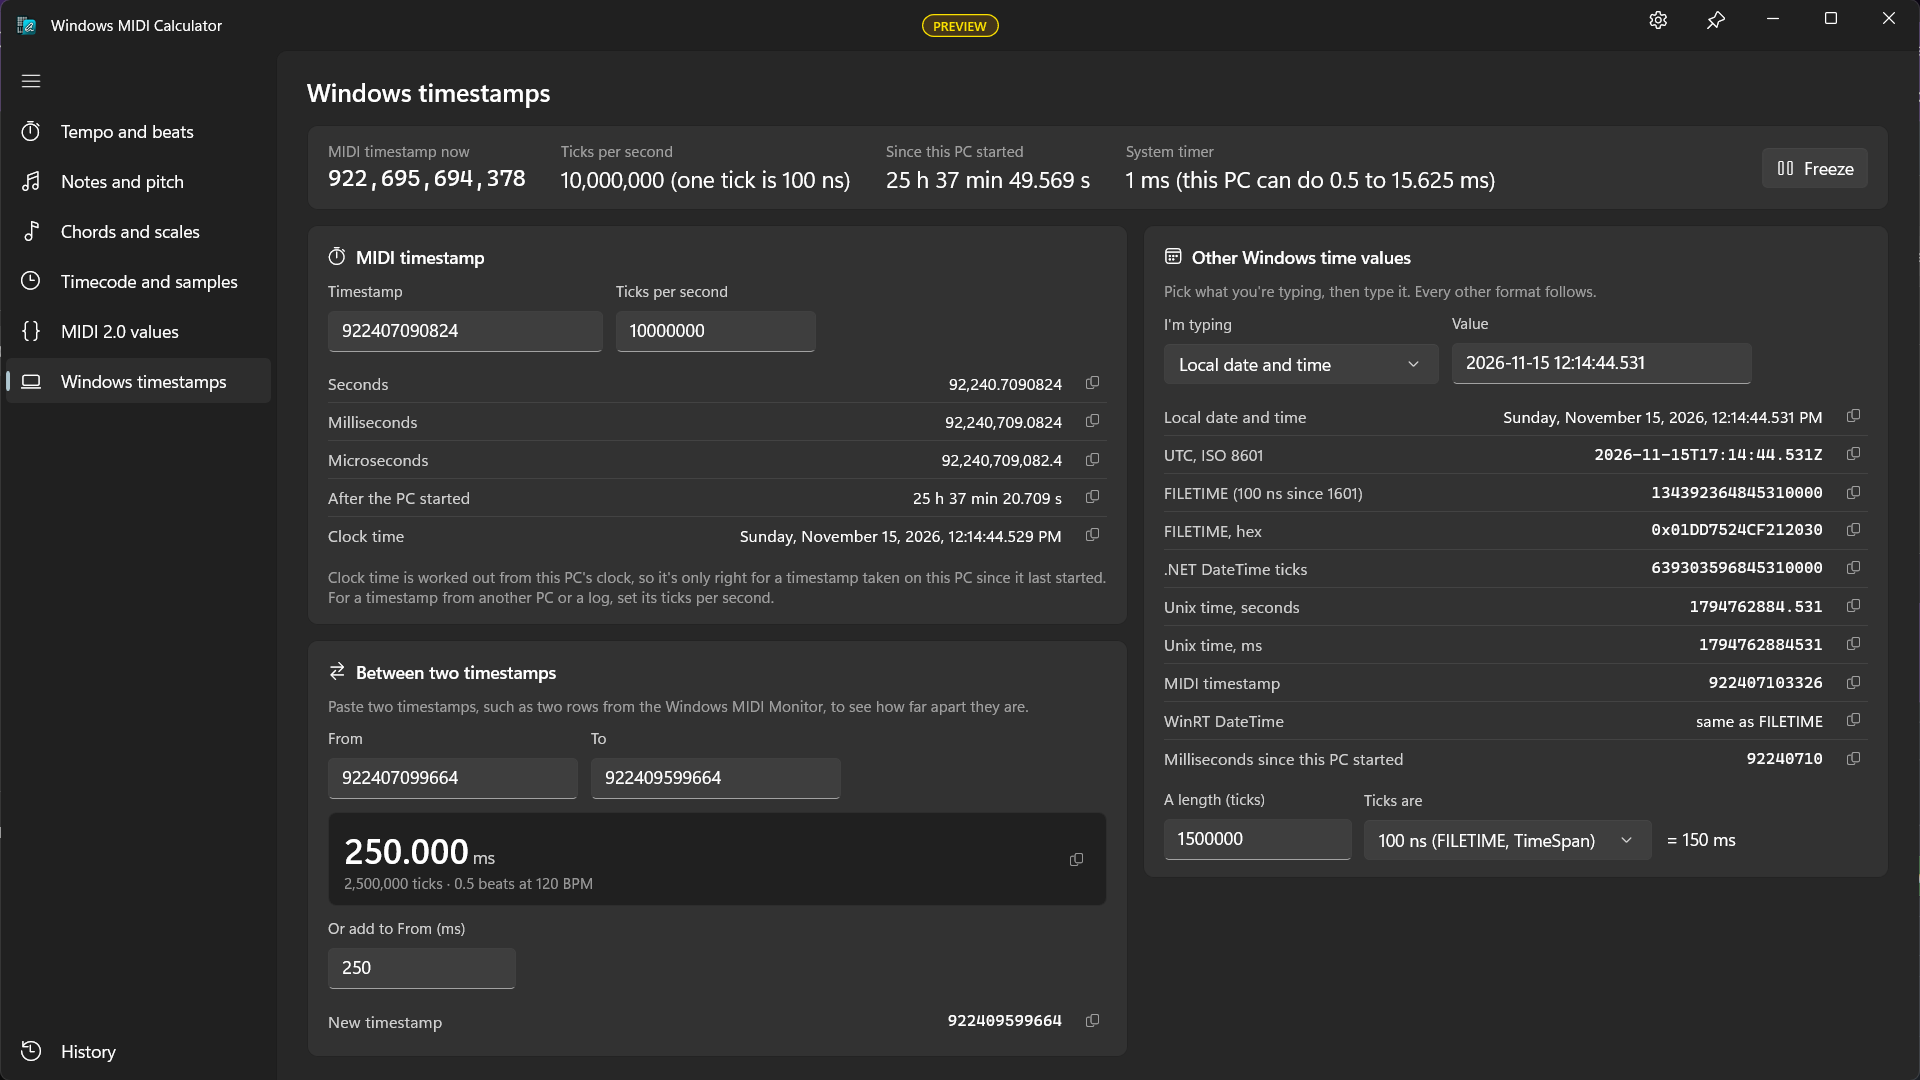 Windows MIDI Calculator
PREVIEW
Tempo and beats
Notes and pitch
Chords and scales
Timecode and samples
MIDI 2.0 values
Windows timestamps
History
Windows timestamps
MIDI timestamp now
922,695,694,378
Ticks per second
10,000,000 (one tick is 100 ns)
Since this PC started
25 h 37 min 49.569 s
System timer
1 ms (this PC can do 0.5 to 15.625 ms)
Freeze
MIDI timestamp
Timestamp
922407090824
Ticks per second
10000000
Seconds 92,240.7090824
Milliseconds 92,240,709.0824
Microseconds 92,240,709,082.4
After the PC started 25 h 37 min 20.709 s
Clock time Sunday, November 15, 2026, 12:14:44.529 PM
Clock time is worked out from this PC's clock, so it's only right for a timestamp taken on this PC since it last started.
For a timestamp from another PC or a log, set its ticks per second.
Between two timestamps
Paste two timestamps, such as two rows from the Windows MIDI Monitor, to see how far apart they are.
From
922407099664
To
922409599664
250.000 ms
2,500,000 ticks · 0.5 beats at 120 BPM
Or add to From (ms)
250
New timestamp 922409599664
Other Windows time values
Pick what you're typing, then type it. Every other format follows.
I'm typing
Local date and time
Value
2026-11-15 12:14:44.531
Local date and time Sunday, November 15, 2026, 12:14:44.531 PM
UTC, ISO 8601 2026-11-15T17:14:44.531Z
FILETIME (100 ns since 1601) 134392364845310000
FILETIME, hex 0x01DD7524CF212030
.NET DateTime ticks 639303596845310000
Unix time, seconds 1794762884.531
Unix time, ms 1794762884531
MIDI timestamp 922407103326
WinRT DateTime same as FILETIME
Milliseconds since this PC started 92240710
A length (ticks)
1500000
Ticks are
100 ns (FILETIME, TimeSpan)
= 150 ms